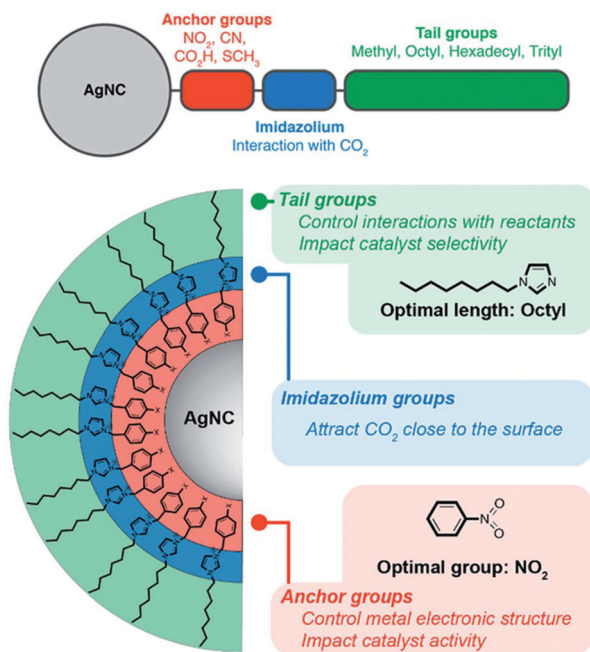 Anchor groups
NO₂, CN,
CO₂H, SCH₃
Tail groups
Methyl, Octyl, Hexadecyl, Trityl
AgNC
Imidazolium
Interaction with CO₂
Tail groups
Control interactions with reactants
Impact catalyst selectivity
N
N
Optimal length: Octyl
Imidazolium groups
Attract CO₂ close to the surface
AgNC
O
N
O
Optimal group: NO₂
Anchor groups
Control metal electronic structure
Impact catalyst activity